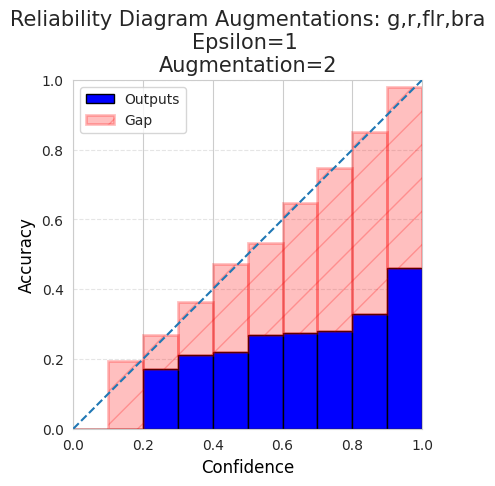 Reliability Diagram Augmentations: g,r,flr,bra
Epsilon=1
Augmentation=2
Outputs
Gap
Accuracy
1.0
0.8
0.6
0.4
0.2
0.0
0.0 0.2 0.4 0.6 0.8 1.0
Confidence